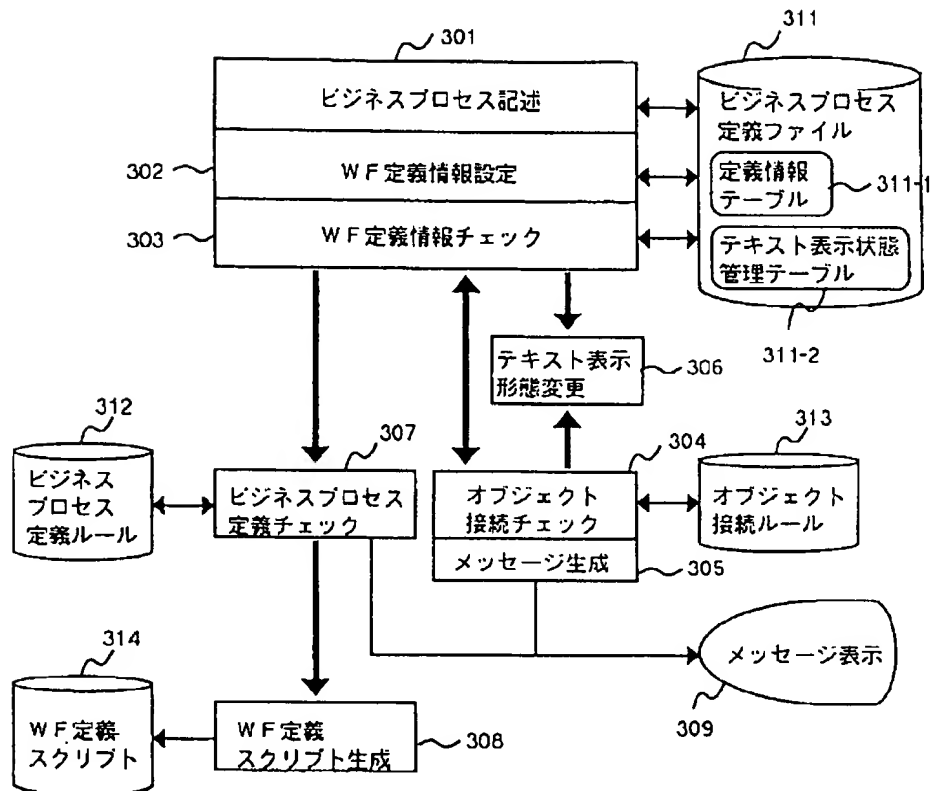 301
311
ビジネスプロセス記述
ビジネスプロセス
定義ファイル
302
WF定義情報設定
定義情報
テーブル
311-1
303
WF定義情報チェック
テキスト表示状態
管理テーブル
311-2
テキスト表示
形態変更
306
312
307
304
313
ビジネス
プロセス
定義ルール
ビジネスプロセス
定義チェック
オブジェクト
接続チェック
オブジェクト
接続ルール
メッセージ生成
305
314
メッセージ表示
309
WF定義
スクリプト
WF定義
スクリプト生成
308